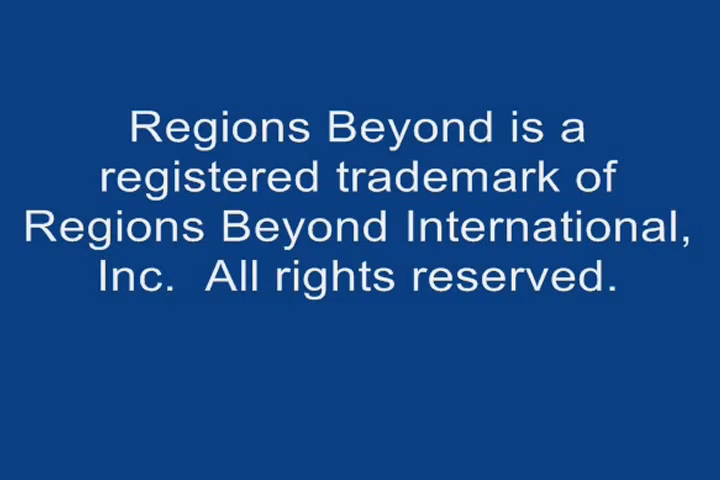 Regions Beyond is a
registered trademark of
Regions Beyond International,
Inc.  All rights reserved.